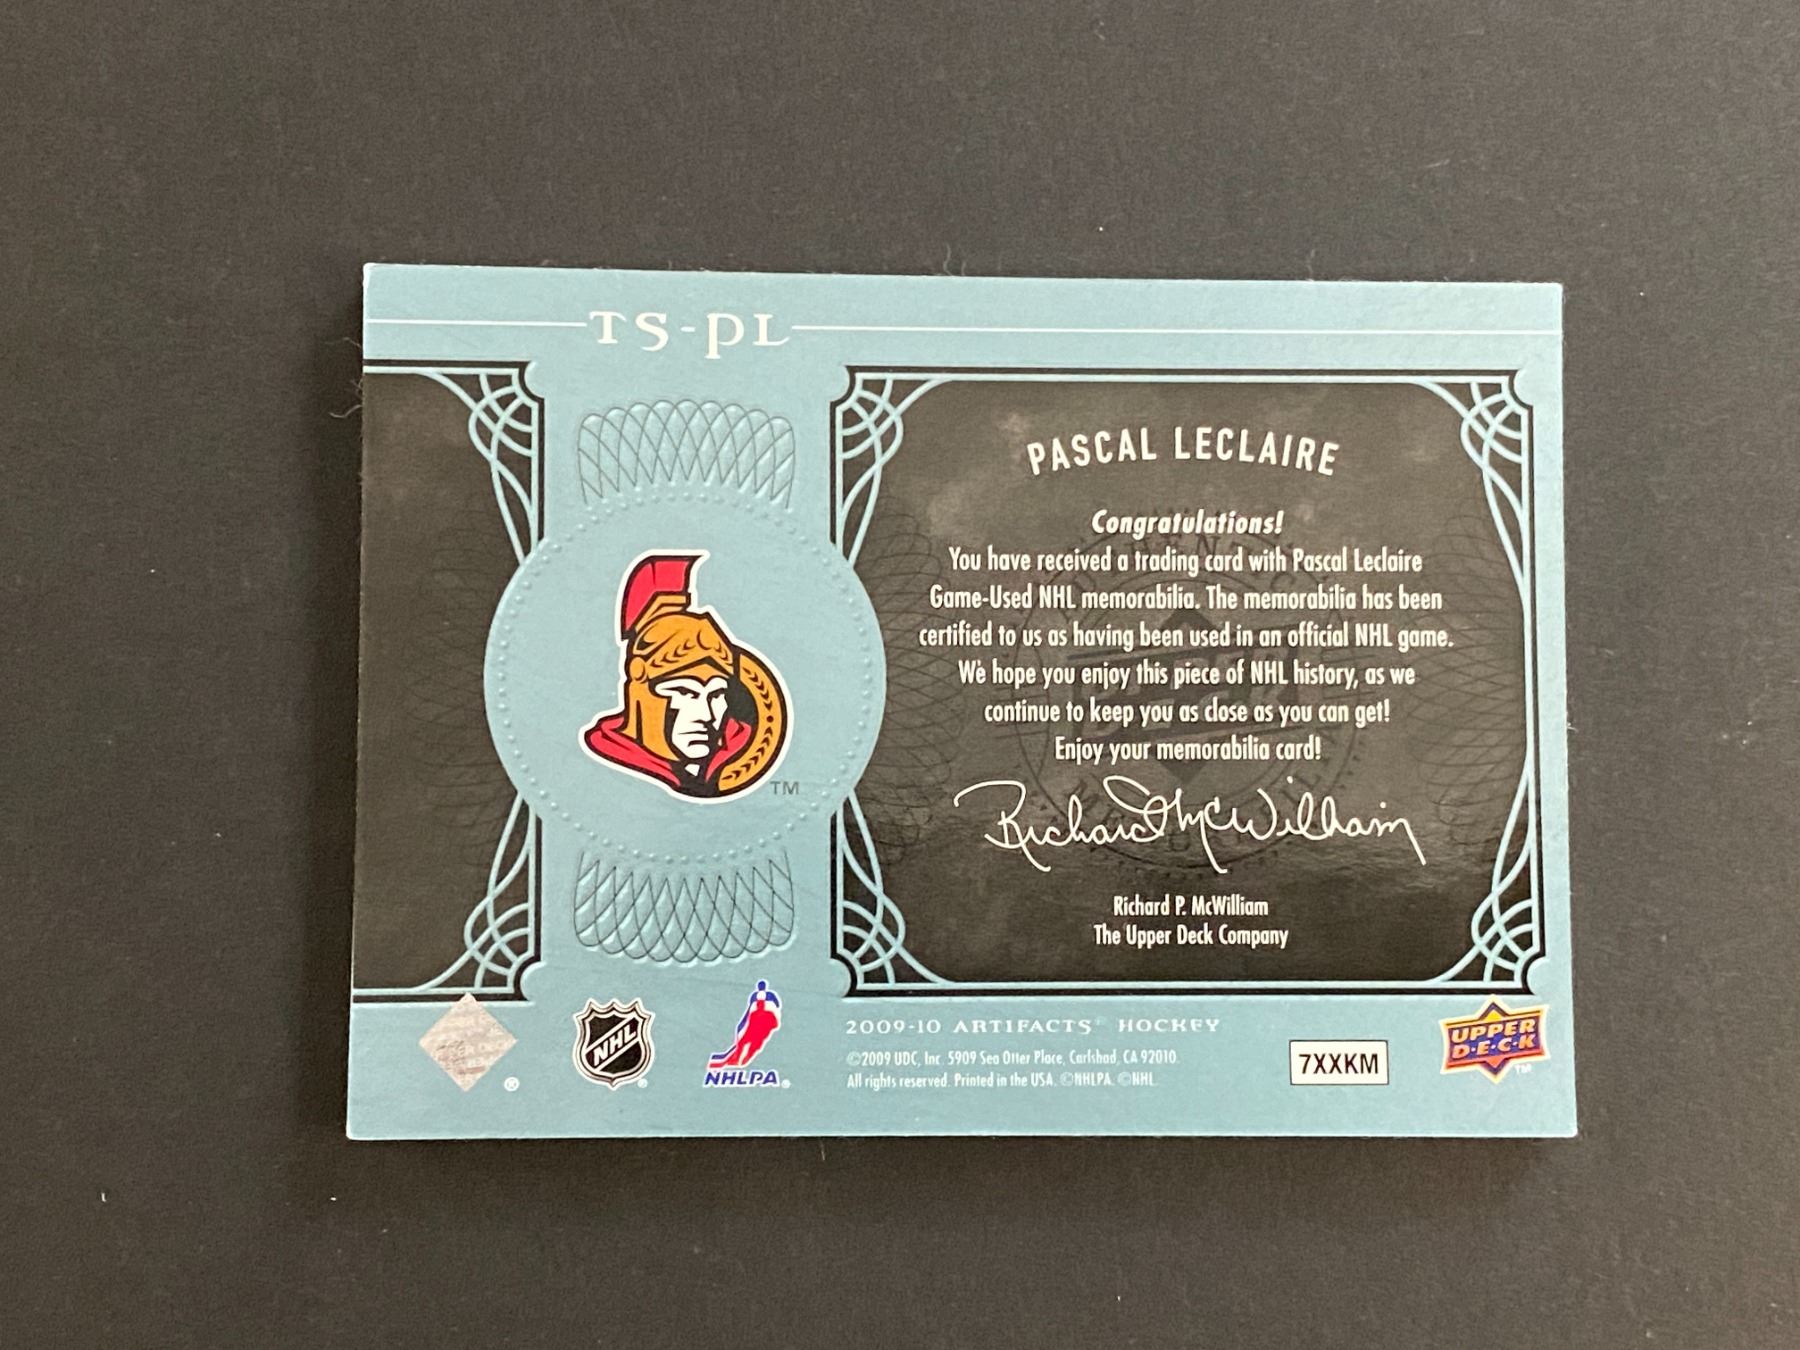 TS-PL
PASCAL LECLAIRE
Congratulations!
You have received a trading card with Pascal Leclaire
Game-Used NHL memorabilia. The memorabilia has been
certified to us as having been used in an official NHL game.
We hope you enjoy this piece of NHL history, as we
continue to keep you as close as you can get!
Enjoy your memorabilia card!
Richard McWilliam
Richard P. McWilliam
The Upper Deck Company
TM
®
NHL
®
NHLPA®
2009-10 ARTIFACTS® HOCKEY
©2009 UDC, Inc. 5909 Sea Otter Place, Carlsbad, CA 92010.
All rights reserved. Printed in the USA. ©NHLPA. ©NHL.
7XXKM
UPPER
D·E·C·K
TM